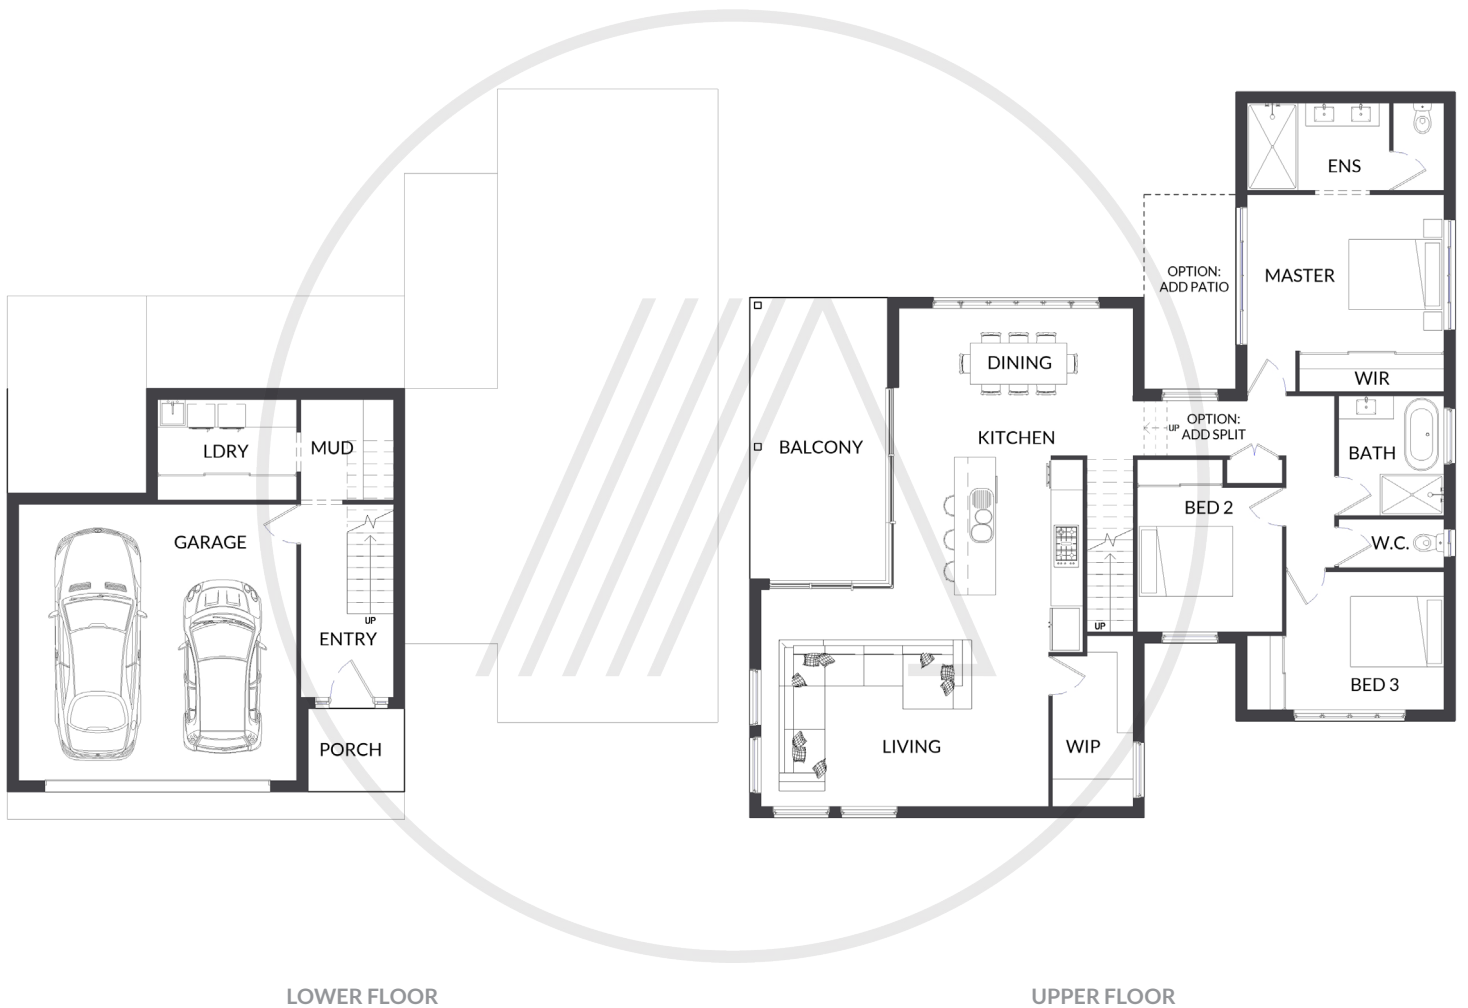 LDRY
MUD
GARAGE
UP
ENTRY
PORCH
LOWER FLOOR
ENS
OPTION:
ADD PATIO
MASTER
DINING
WIR
OPTION:
ADD SPLIT
UP
KITCHEN
BALCONY
BATH
BED 2
W.C.
UP
BED 3
LIVING
WIP
UPPER FLOOR